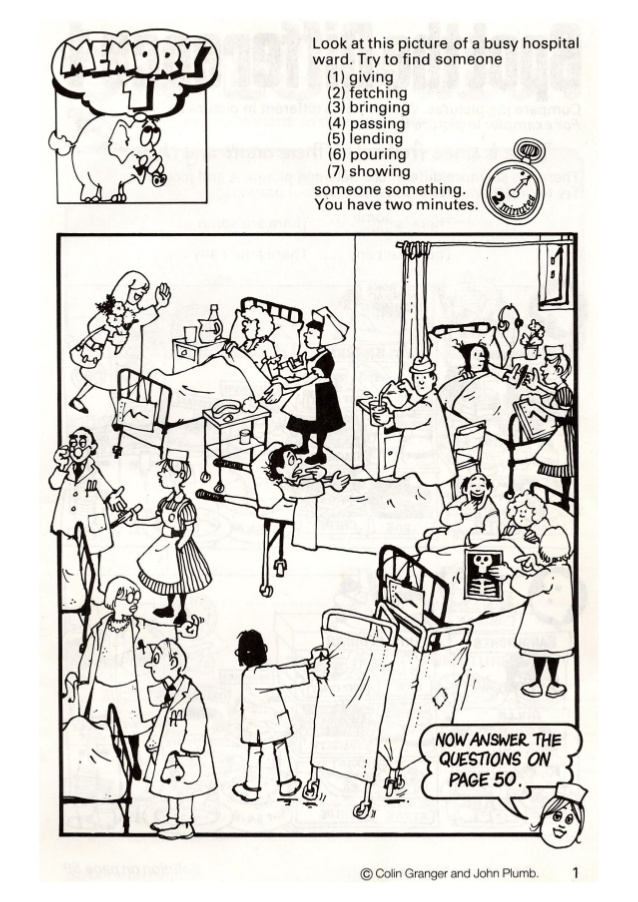 MEMORY
1
Look at this picture of a busy hospital
ward. Try to find someone
(1) giving
(2) fetching
(3) bringing
(4) passing
(5) lending
(6) pouring
(7) showing
someone something.
You have two minutes.
2 minutes
NOW ANSWER THE
QUESTIONS ON
PAGE 50.
© Colin Granger and John Plumb.
1